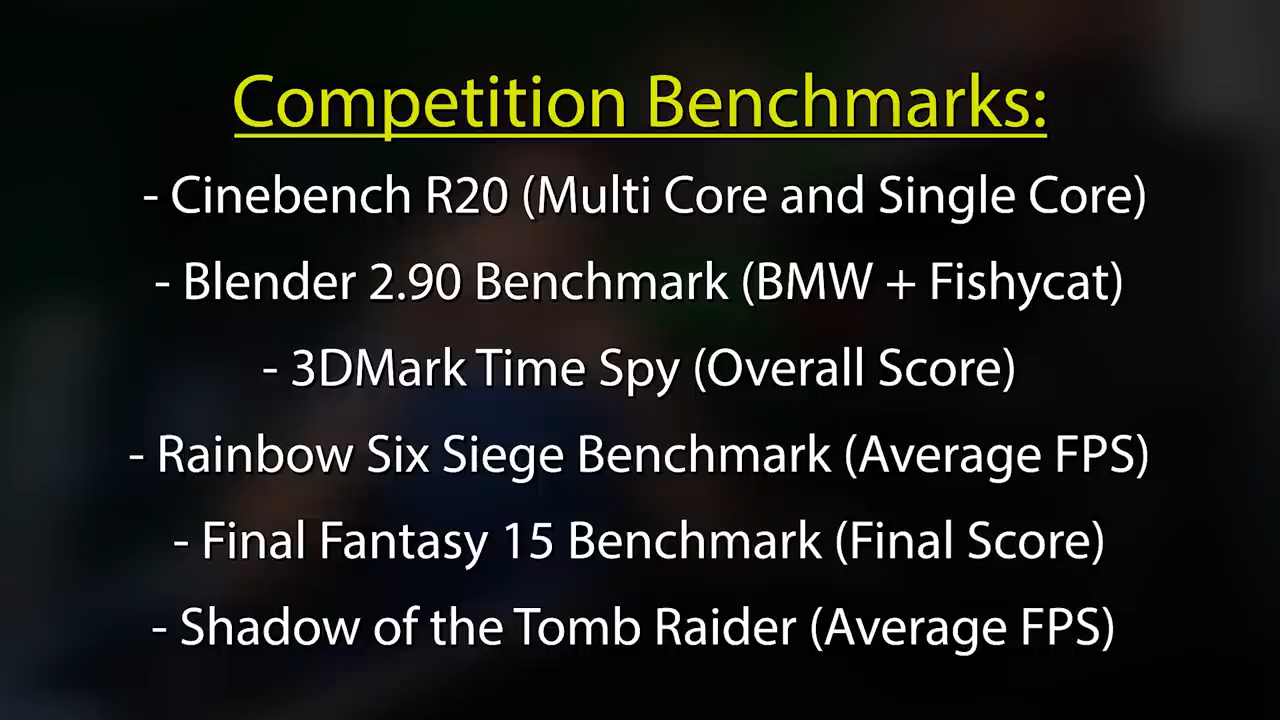 Competition Benchmarks:
- Cinebench R20 (Multi Core and Single Core)
- Blender 2.90 Benchmark (BMW + Fishycat)
- 3DMark Time Spy (Overall Score)
- Rainbow Six Siege Benchmark (Average FPS)
- Final Fantasy 15 Benchmark (Final Score)
- Shadow of the Tomb Raider (Average FPS)